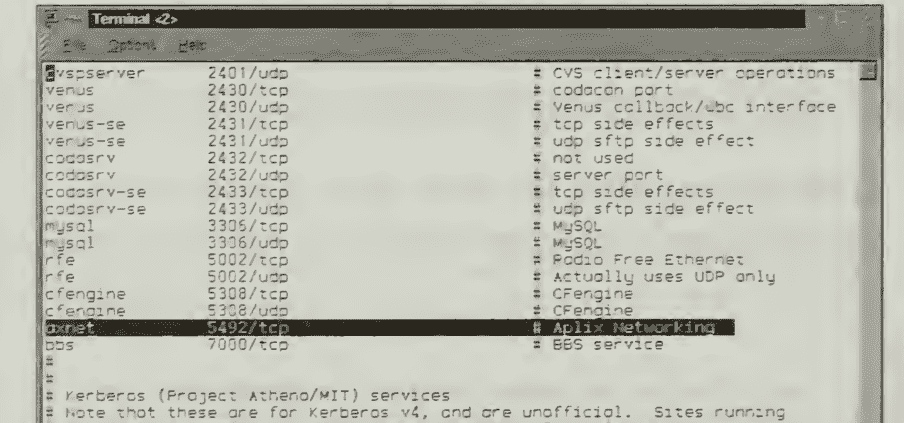 Terminal <2>
File Options Help
cvspserver 2401/udp # CVS client/server operations
venus 2430/tcp # codacon port
venus 2430/udp # Venus callback/wbc interface
venus-se 2431/tcp # tcp side effects
venus-se 2431/udp # udp sftp side effect
codasrv 2432/tcp # not used
codasrv 2432/udp # server port
codasrv-se 2433/tcp # tcp side effects
codasrv-se 2433/udp # udp sftp side effect
mysql 3306/tcp # MySQL
mysql 3306/udp # MySQL
rfe 5002/tcp # Radio Free Ethernet
rfe 5002/udp # Actually uses UDP only
cfengine 5308/tcp # CFengine
cfengine 5308/udp # CFengine
axnet 5492/tcp # Aplix Networking
bbs 7000/tcp # BBS service
#
#
# Kerberos (Project Athena/MIT) services
# Note that these are for Kerberos v4, and are unofficial. Sites running